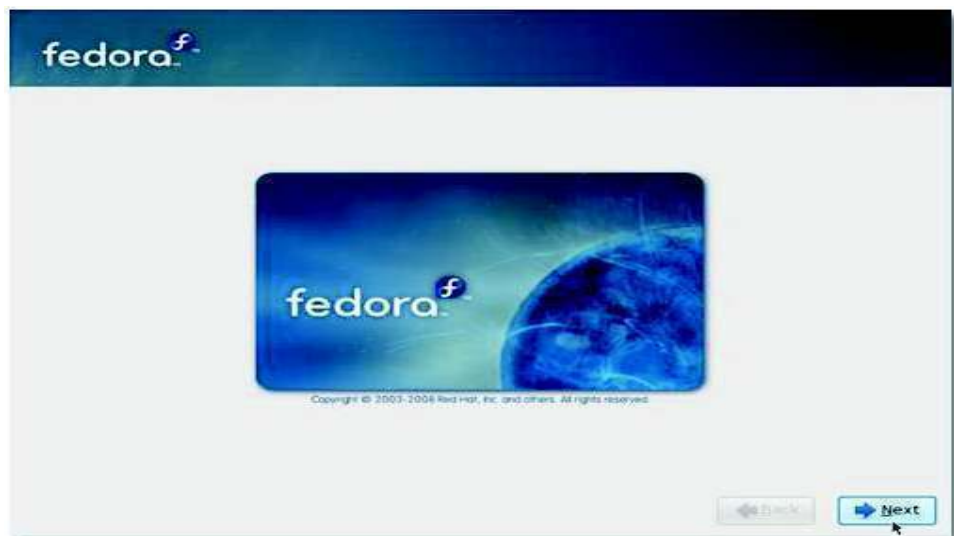 fedora
fedora
Copyright © 2003-2008 Red Hat, Inc. and others. All rights reserved.
Back
Next